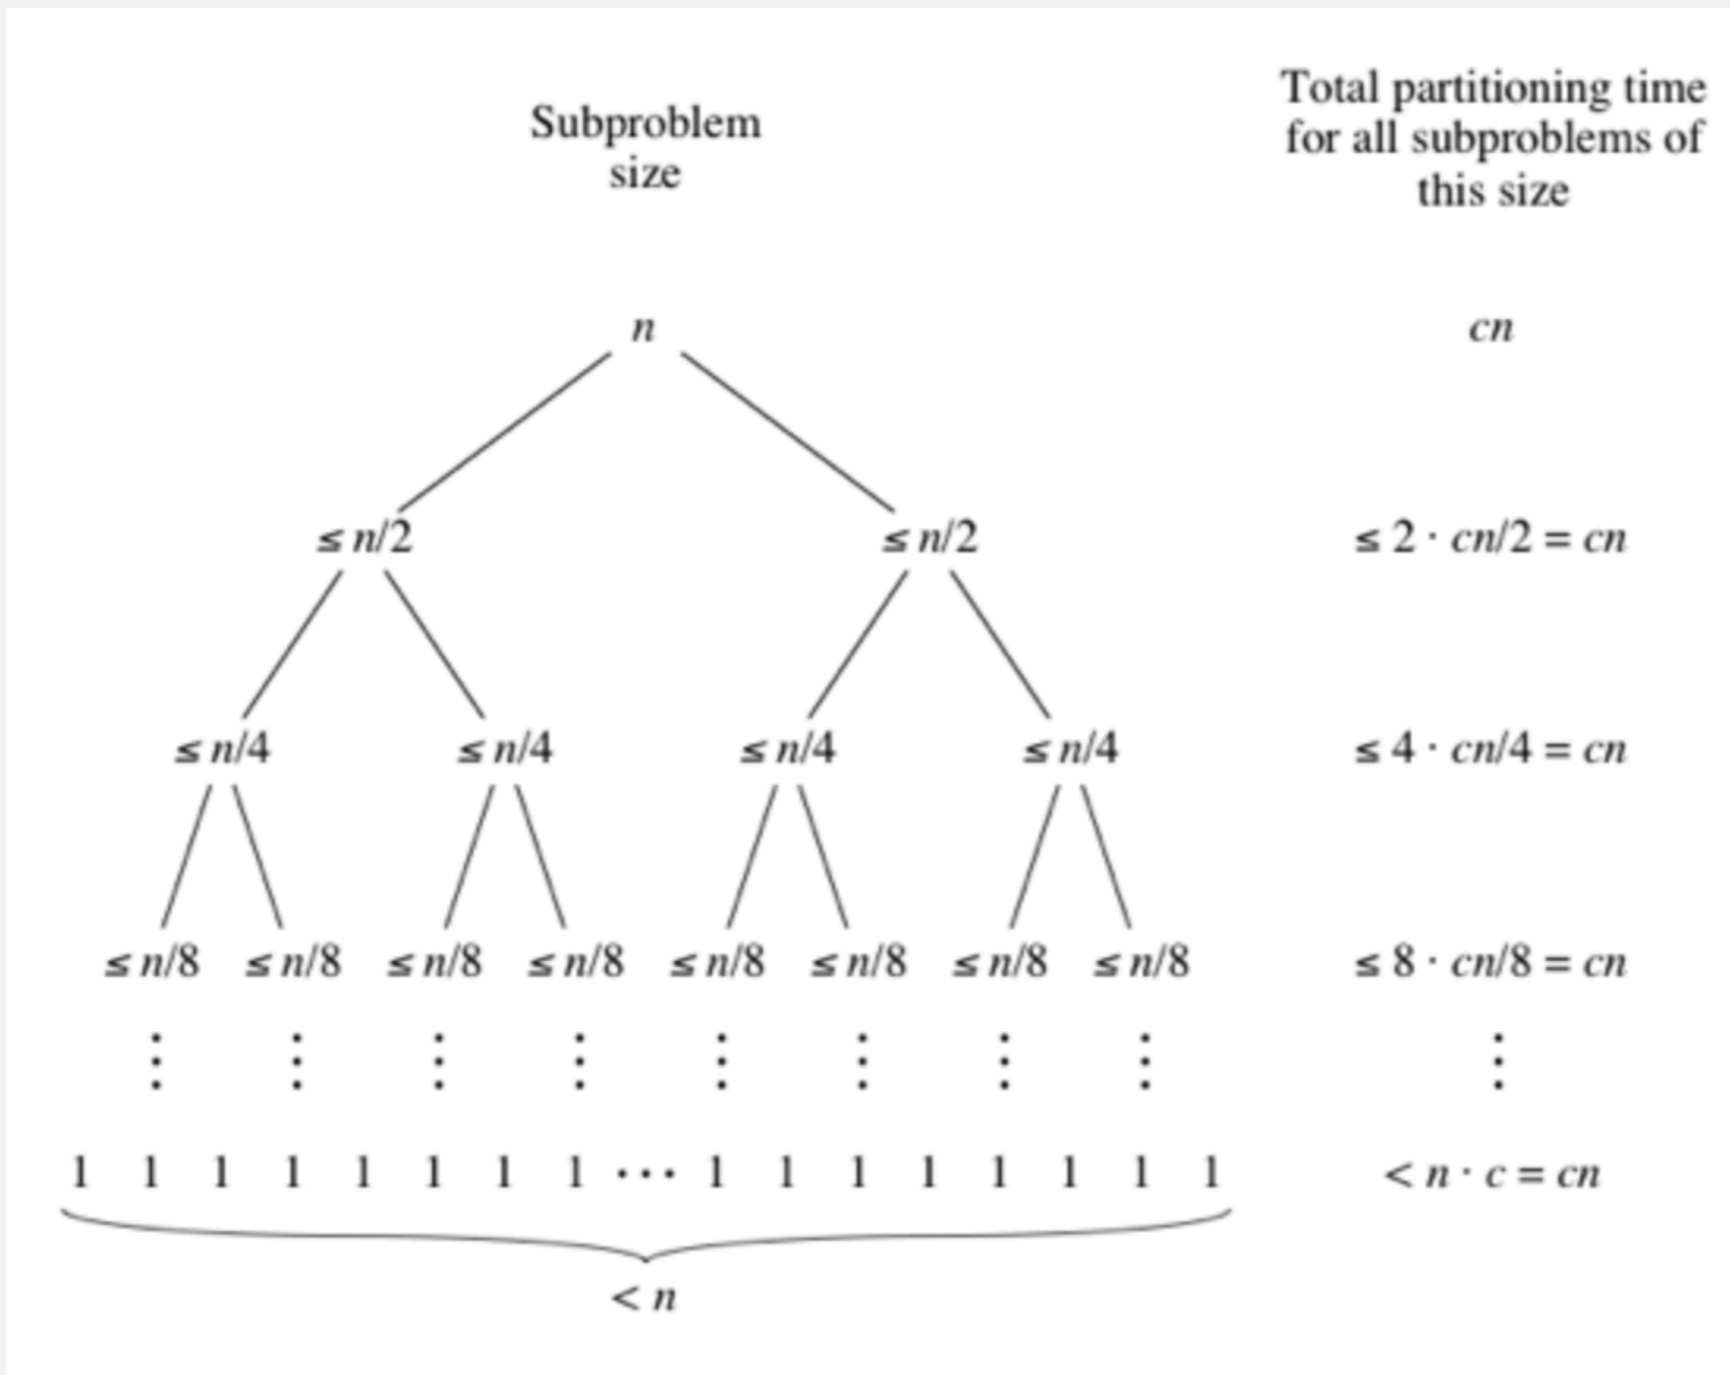 Subproblem
size
Total partitioning time
for all subproblems of
this size
n
cn
≤ n/2 ≤ n/2
≤ 2 · cn/2 = cn
≤ n/4 ≤ n/4 ≤ n/4 ≤ n/4
≤ 4 · cn/4 = cn
≤ n/8 ≤ n/8 ≤ n/8 ≤ n/8 ≤ n/8 ≤ n/8 ≤ n/8 ≤ n/8
≤ 8 · cn/8 = cn
⋮ ⋮ ⋮ ⋮ ⋮ ⋮ ⋮ ⋮
⋮
1 1 1 1 1 1 1 1 ··· 1 1 1 1 1 1 1 1
< n · c = cn
< n